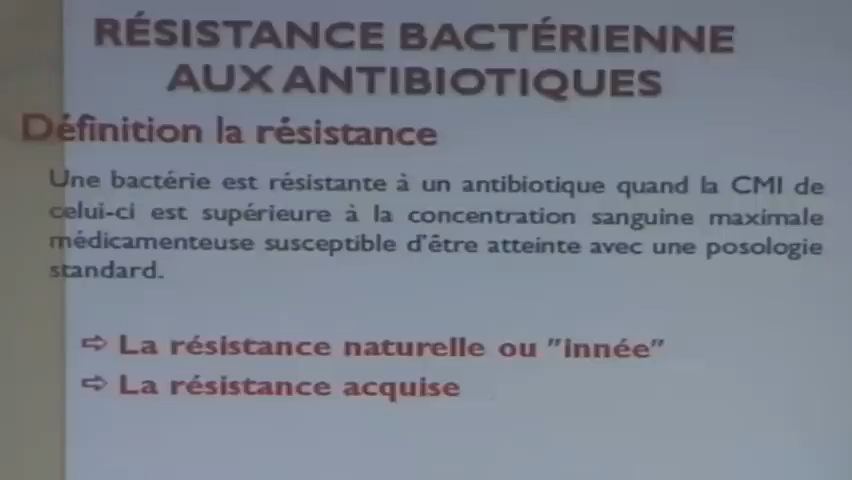 RÉSISTANCE BACTÉRIENNE
AUX ANTIBIOTIQUES
Définition la résistance
Une bactérie est résistante à un antibiotique quand la CMI de
celui-ci est supérieure à la concentration sanguine maximale
médicamenteuse susceptible d'être atteinte avec une posologie
standard.
⇨ La résistance naturelle ou "innée"
⇨ La résistance acquise